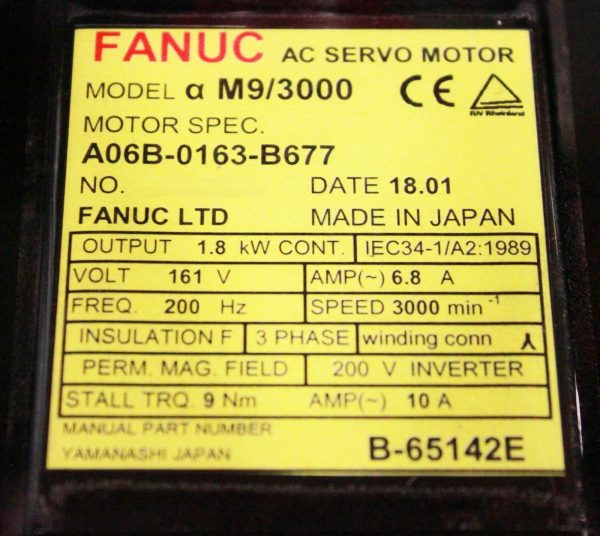 FANUC AC SERVO MOTOR
MODEL α M9/3000 CE
TÜV Rheinland
MOTOR SPEC.
A06B-0163-B677
NO. DATE 18.01
FANUC LTD MADE IN JAPAN
OUTPUT 1.8 kW CONT. IEC34-1/A2:1989
VOLT 161 V AMP(~) 6.8 A
FREQ. 200 Hz SPEED 3000 min⁻¹
INSULATION F 3 PHASE winding conn
PERM. MAG. FIELD 200 V INVERTER
STALL TRQ. 9 Nm AMP(~) 10 A
MANUAL PART NUMBER
YAMANASHI JAPAN B-65142E